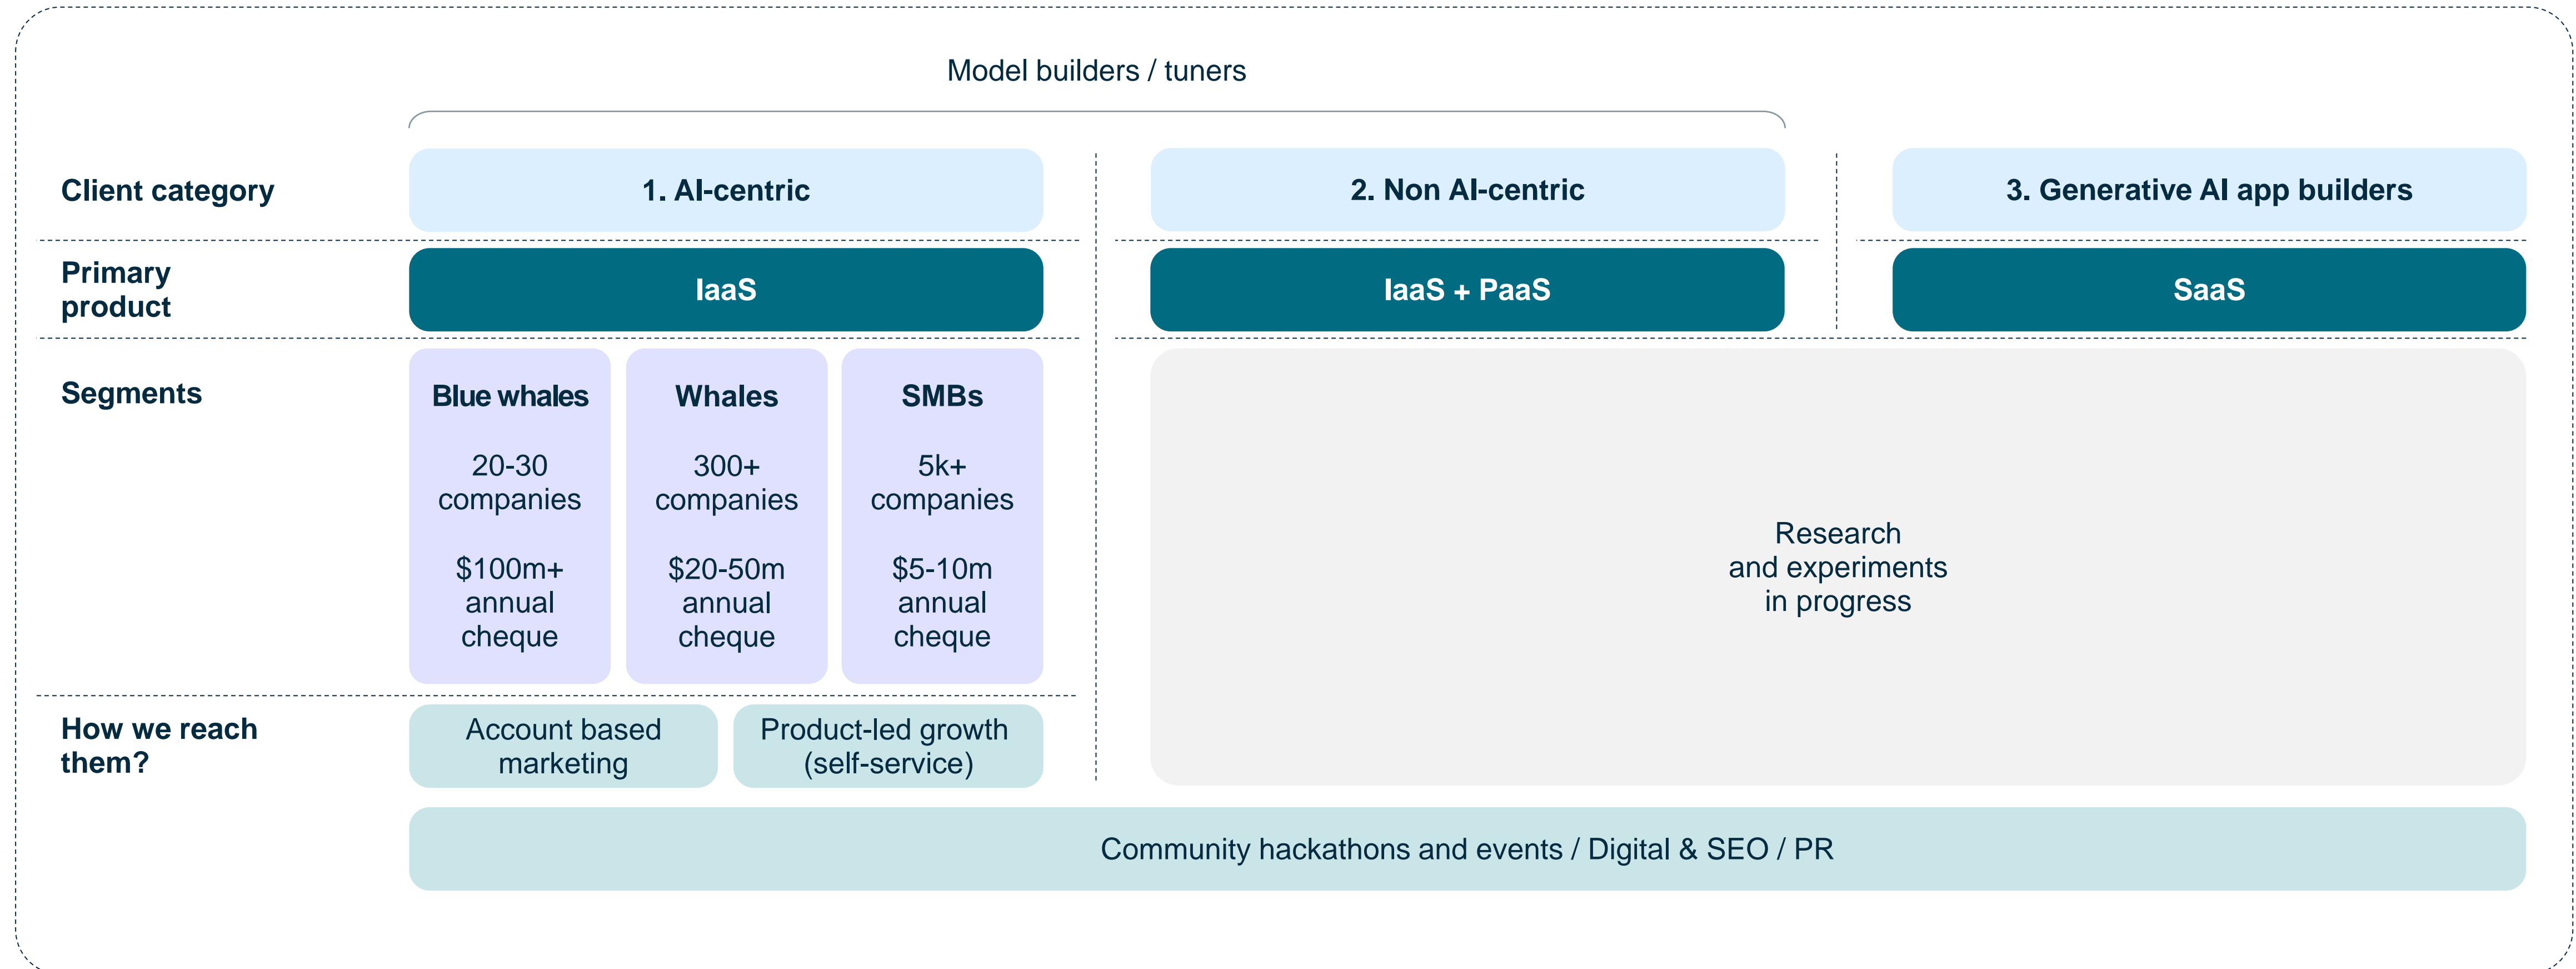 Model builders / tuners
Client category
1. AI-centric
2. Non AI-centric
3. Generative AI app builders
Primary
product
IaaS
IaaS + PaaS
SaaS
Segments
Blue whales
20-30
companies
$100m+
annual
cheque
Whales
300+
companies
$20-50m
annual
cheque
SMBs
5k+
companies
$5-10m
annual
cheque
Research
and experiments
in progress
How we reach
them?
Account based
marketing
Product-led growth
(self-service)
Community hackathons and events / Digital & SEO / PR